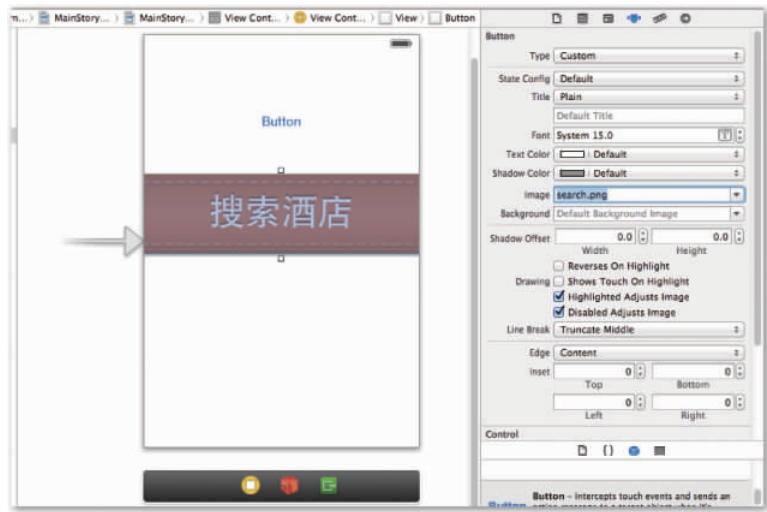 m...〉 MainStory... 〉 MainStory... 〉 View Cont... 〉 View Cont... 〉 View 〉 Button
Button
搜索酒店
Button
Type Custom
State Config Default
Title Plain
Default Title
Font System 15.0
Text Color Default
Shadow Color Default
Image search.png
Background Default Background Image
Shadow Offset 0.0 0.0
Width Height
Reverses On Highlight
Drawing Shows Touch On Highlight
Highlighted Adjusts Image
Disabled Adjusts Image
Line Break Truncate Middle
Edge Content
Inset 0 0
Top Bottom
0 0
Left Right
Control
Button – Intercepts touch events and sends an
Button